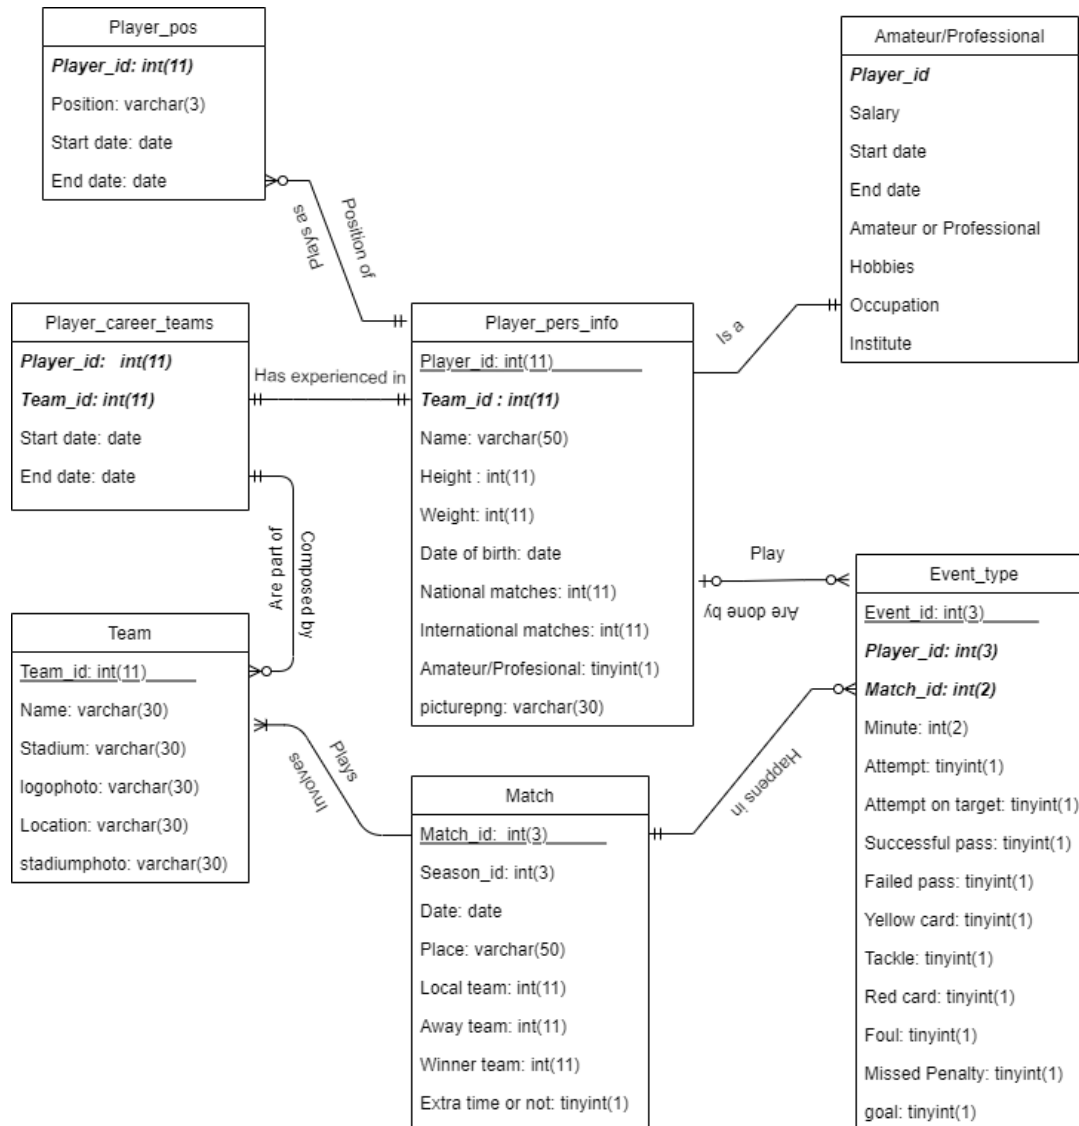 Player_pos
Player_id: int(11)
Position: varchar(3)
Start date: date
End date: date
Amateur/Professional
Player_id
Salary
Start date
End date
Amateur or Professional
Hobbies
Occupation
Institute
Plays as
Position of
Is a
Player_career_teams
Player_id: int(11)
Team_id: int(11)
Start date: date
End date: date
Has experienced in
Player_pers_info
Player_id: int(11)
Team_id : int(11)
Name: varchar(50)
Height : int(11)
Weight: int(11)
Date of birth: date
National matches: int(11)
International matches: int(11)
Amateur/Profesional: tinyint(1)
picturepng: varchar(30)
Are part of
Composed by
Play
Are done by
Team
Team_id: int(11)
Name: varchar(30)
Stadium: varchar(30)
logophoto: varchar(30)
Location: varchar(30)
stadiumphoto: varchar(30)
Plays
Involves
Match
Match_id: int(3)
Season_id: int(3)
Date: date
Place: varchar(50)
Local team: int(11)
Away team: int(11)
Winner team: int(11)
Extra time or not: tinyint(1)
Happens in
Event_type
Event_id: int(3)
Player_id: int(3)
Match_id: int(2)
Minute: int(2)
Attempt: tinyint(1)
Attempt on target: tinyint(1)
Successful pass: tinyint(1)
Failed pass: tinyint(1)
Yellow card: tinyint(1)
Tackle: tinyint(1)
Red card: tinyint(1)
Foul: tinyint(1)
Missed Penalty: tinyint(1)
goal: tinyint(1)